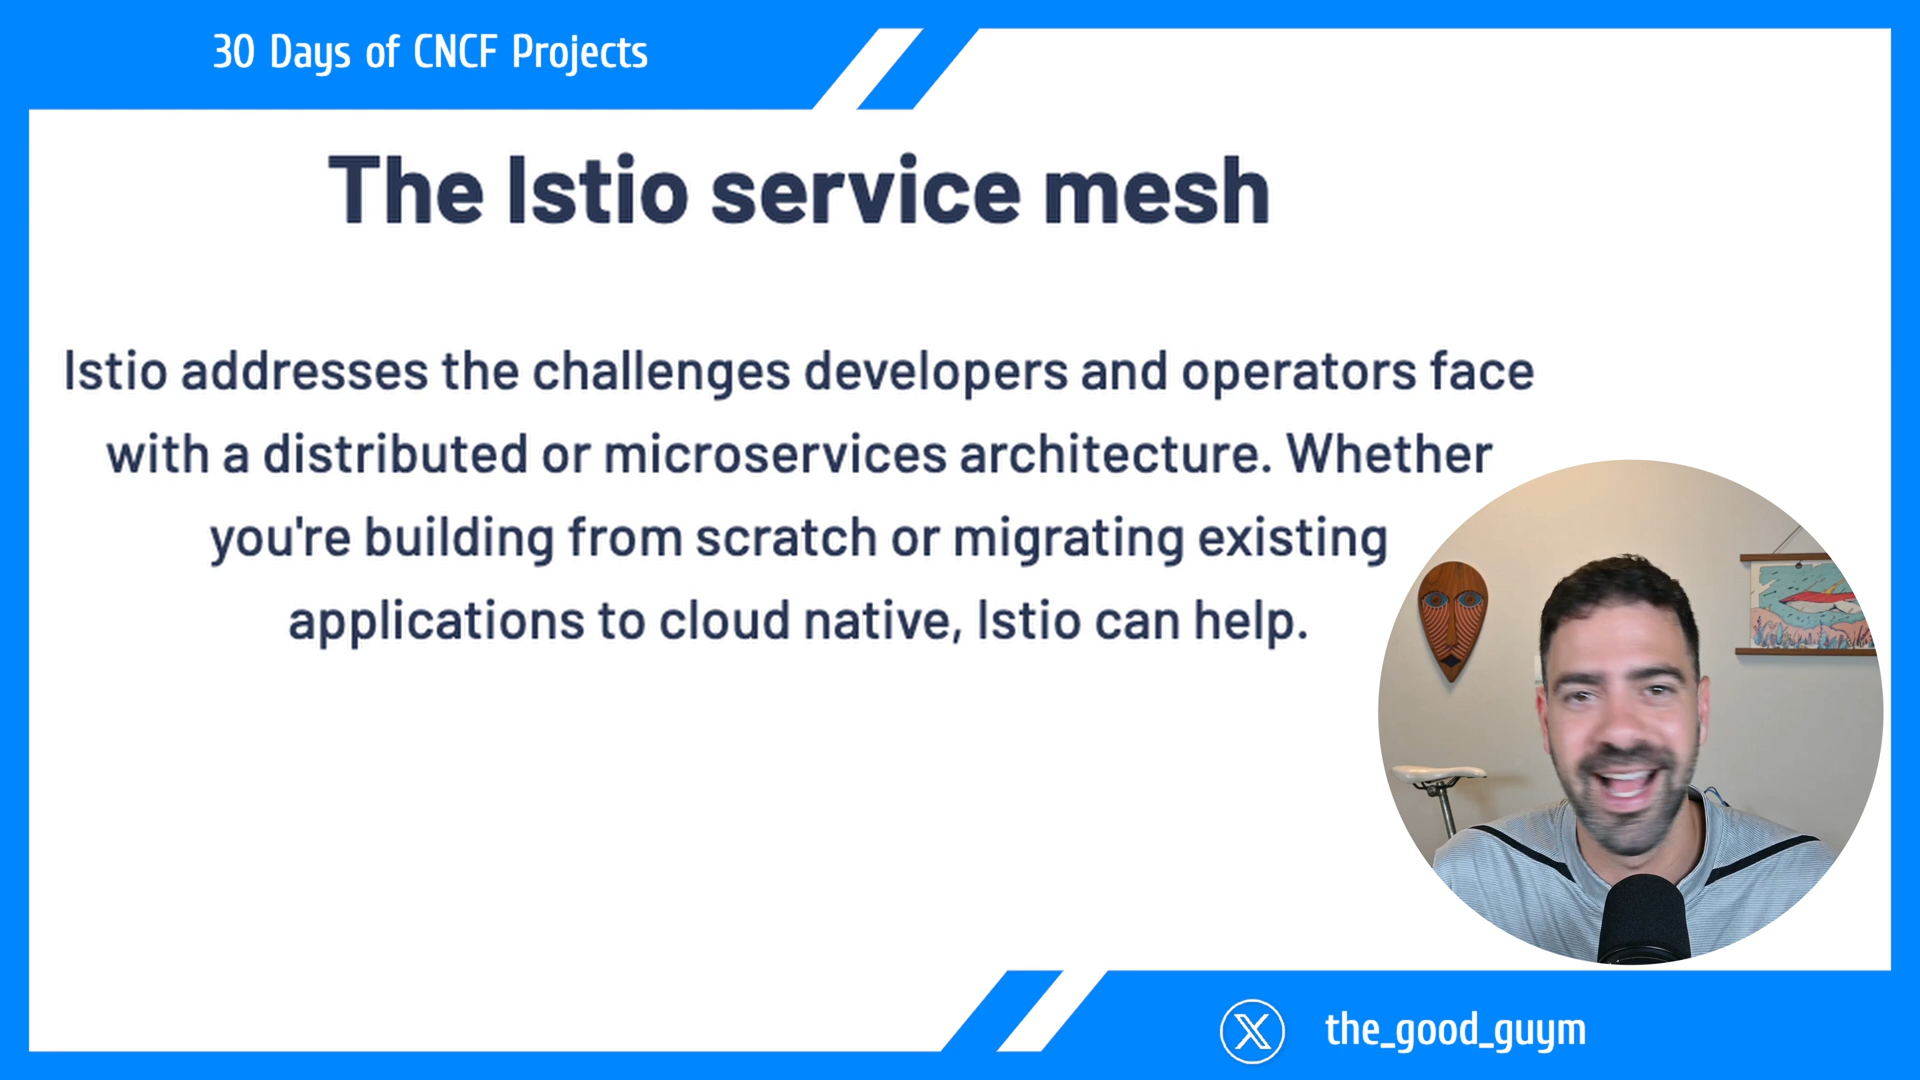 30 Days of CNCF Projects
The Istio service mesh
Istio addresses the challenges developers and operators face
with a distributed or microservices architecture. Whether
you're building from scratch or migrating existing
applications to cloud native, Istio can help.
the_good_guym